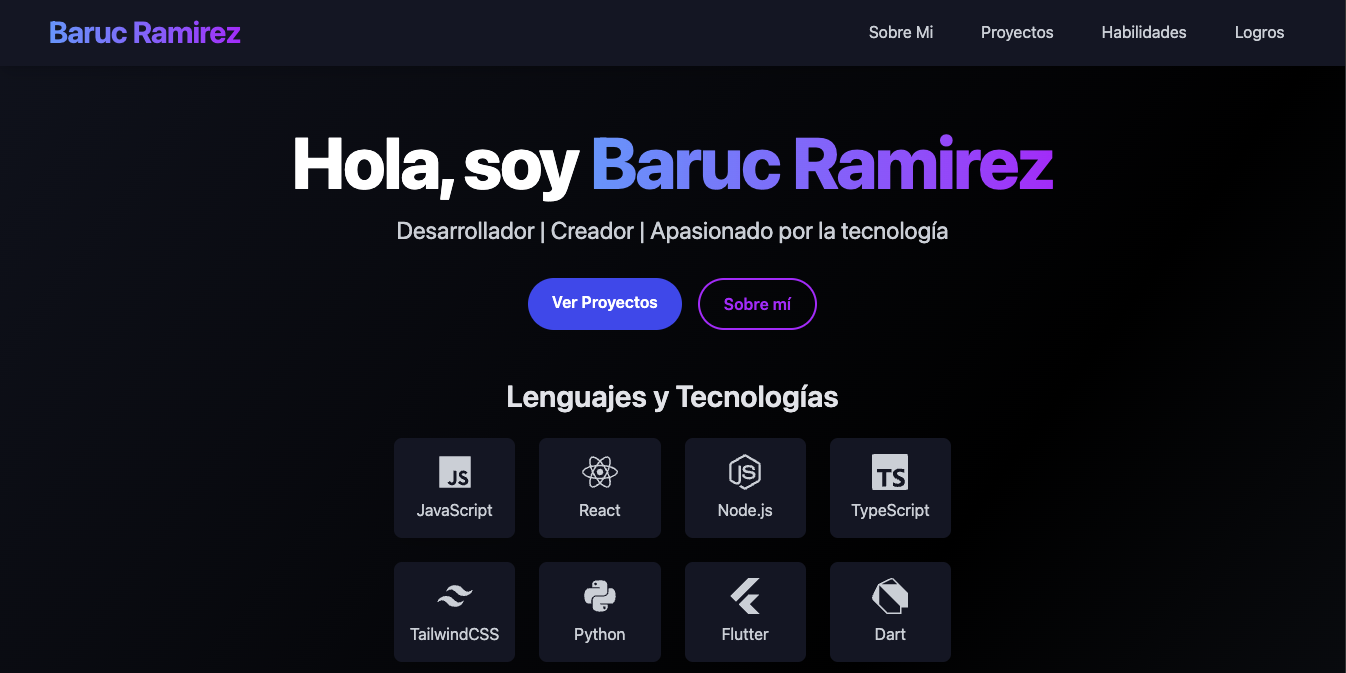 Baruc Ramirez
Sobre Mi
Proyectos
Habilidades
Logros
Hola, soy Baruc Ramirez
Desarrollador | Creador | Apasionado por la tecnología
Ver Proyectos
Sobre mí
Lenguajes y Tecnologías
JS
JavaScript
React
JS
Node.js
TS
TypeScript
TailwindCSS
Python
Flutter
Dart